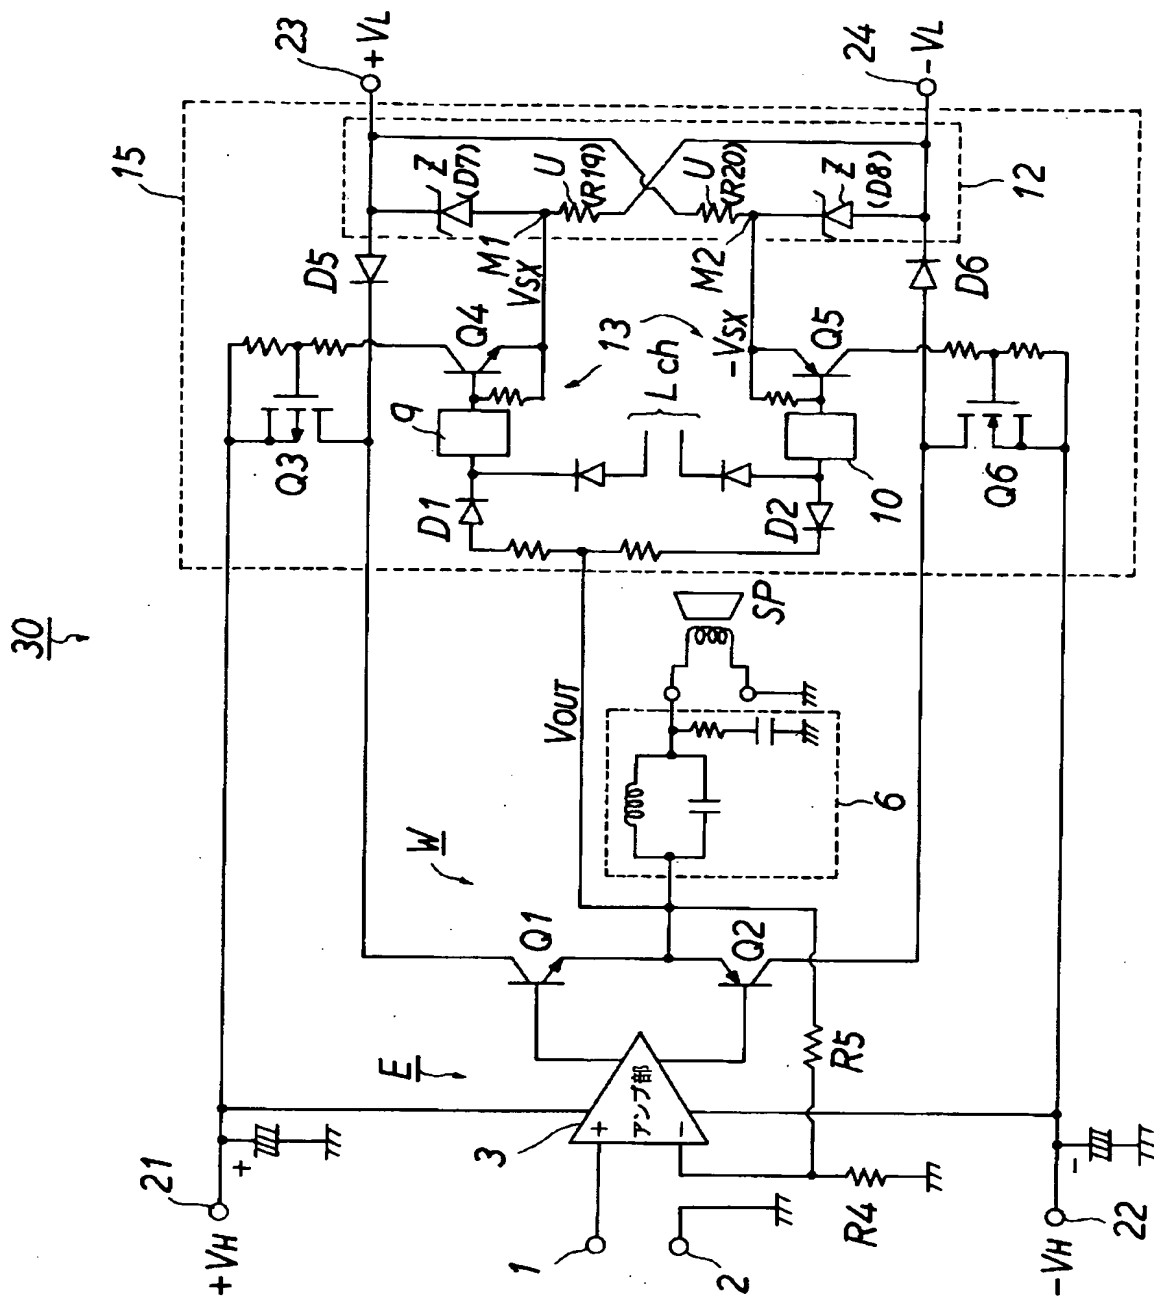 30
15
23
+VL
21
+VH
Q3
D5
Z
(D7)
9
Q4
M1
VSX
U
(R19)
D1
13
L ch
U
(R20)
M2
-VSX
Z
(D8)
12
D2
10
Q5
D6
24
-VL
Q6
VOUT
SP
6
W
Q1
Q2
E
アンプ部
+
-
3
R5
R4
1
2
+
-
-VH
22